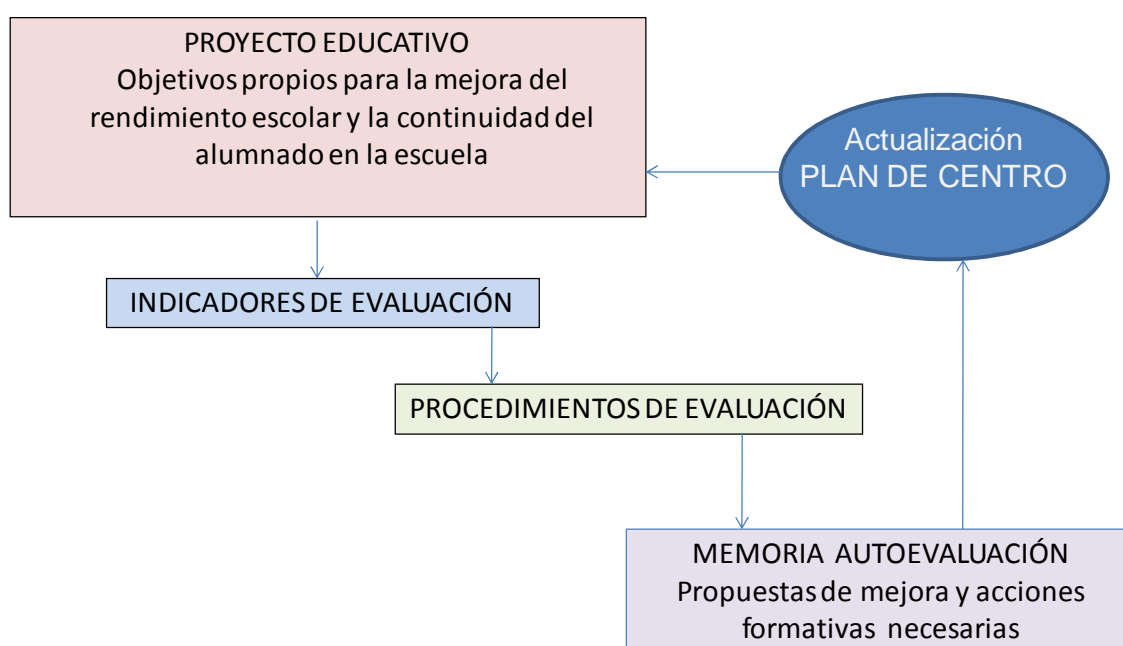 PROYECTO EDUCATIVO
Objetivos propios para la mejora del
rendimiento escolar y la continuidad del
alumnado en la escuela
Actualización
PLAN DE CENTRO
INDICADORES DE EVALUACIÓN
PROCEDIMIENTOS DE EVALUACIÓN
MEMORIA AUTOEVALUACIÓN
Propuestas de mejora y acciones
formativas necesarias